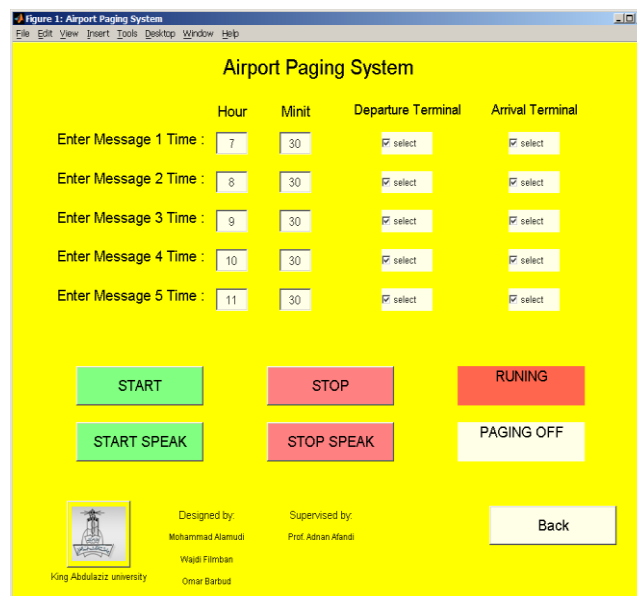 Figure 1: Airport Paging System
File Edit View Insert Tools Desktop Window Help
Airport Paging System
Hour Minit Departure Terminal Arrival Terminal
Enter Message 1 Time : 7 30 select select
Enter Message 2 Time : 8 30 select select
Enter Message 3 Time : 9 30 select select
Enter Message 4 Time : 10 30 select select
Enter Message 5 Time : 11 30 select select
START STOP RUNING
START SPEAK STOP SPEAK PAGING OFF
Designed by: Supervised by:
Mohammad Alamudi Prof. Adnan Afandi
Back
Wajdi Filmban
King Abdulaziz university
Omar Barbud